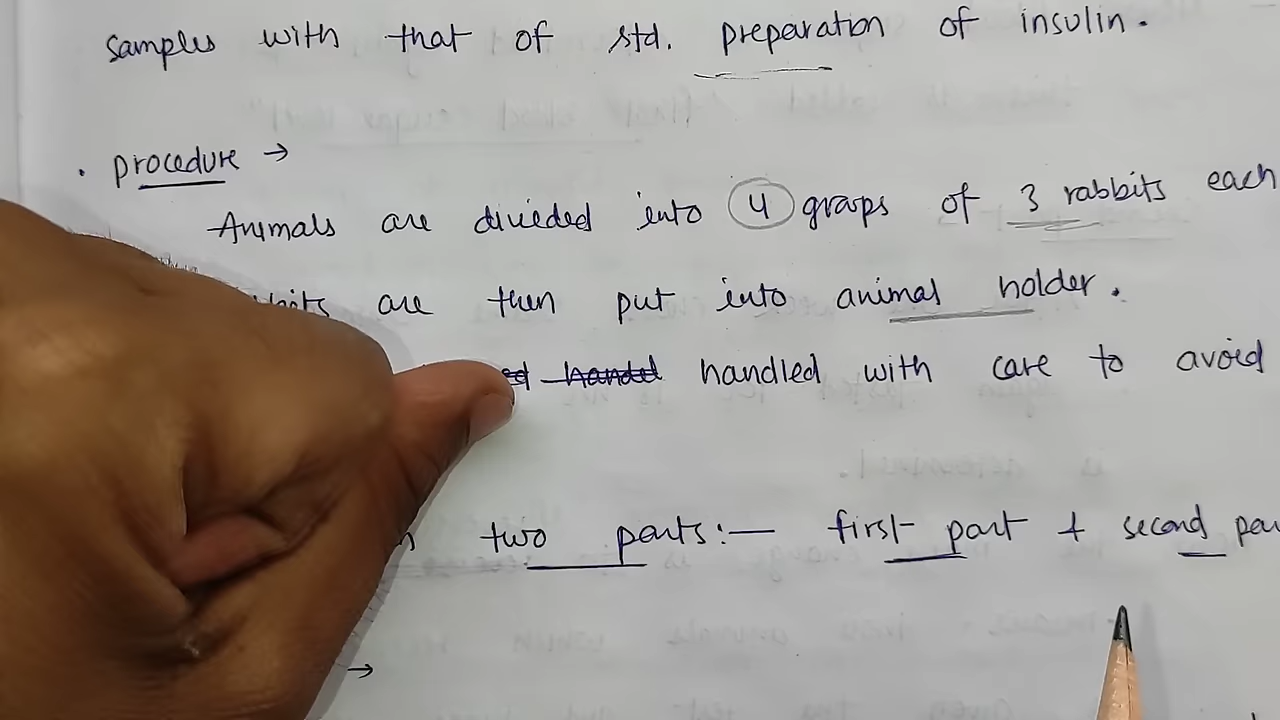 samples with that of std. preparation of insulin.
. procedure →
Animals are divided into 4 groups of 3 rabbits each
are then put into animal holder.
handled with care to avoid
two parts:— first part + second
→